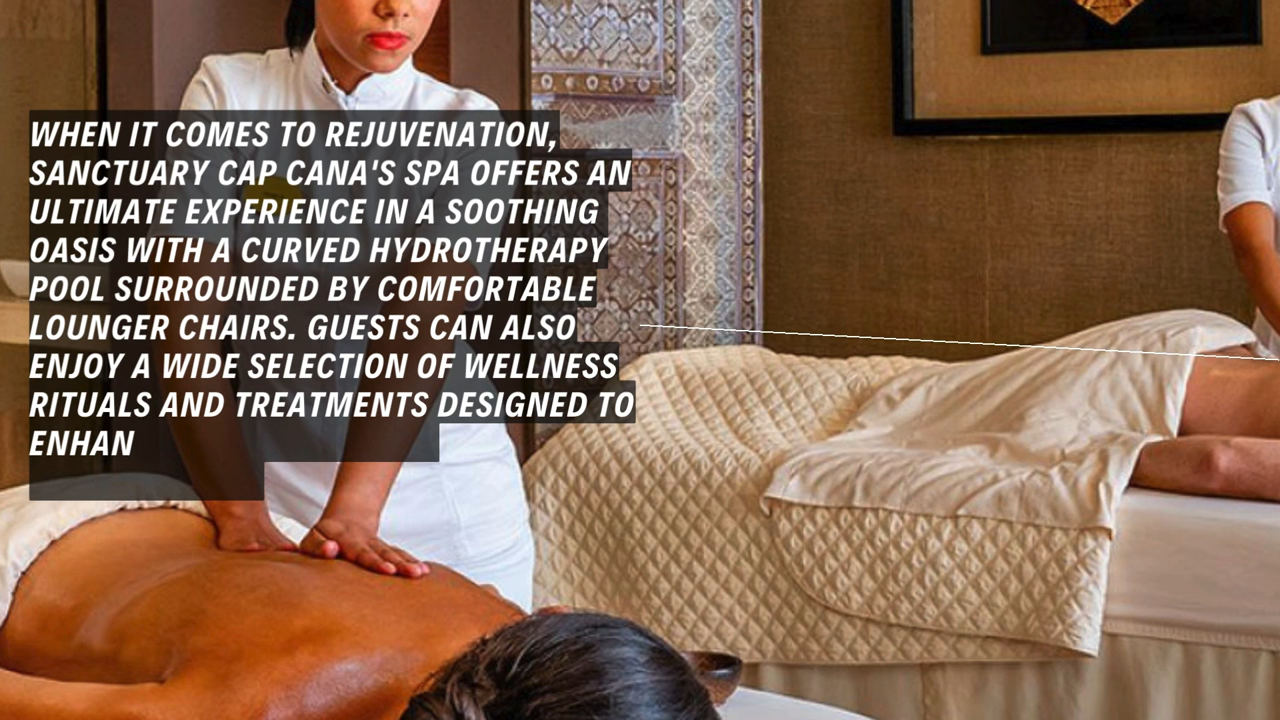 WHEN IT COMES TO REJUVENATION,
SANCTUARY CAP CANA'S SPA OFFERS AN
ULTIMATE EXPERIENCE IN A SOOTHING
OASIS WITH A CURVED HYDROTHERAPY
POOL SURROUNDED BY COMFORTABLE
LOUNGER CHAIRS. GUESTS CAN ALSO
ENJOY A WIDE SELECTION OF WELLNESS
RITUALS AND TREATMENTS DESIGNED TO
ENHAN